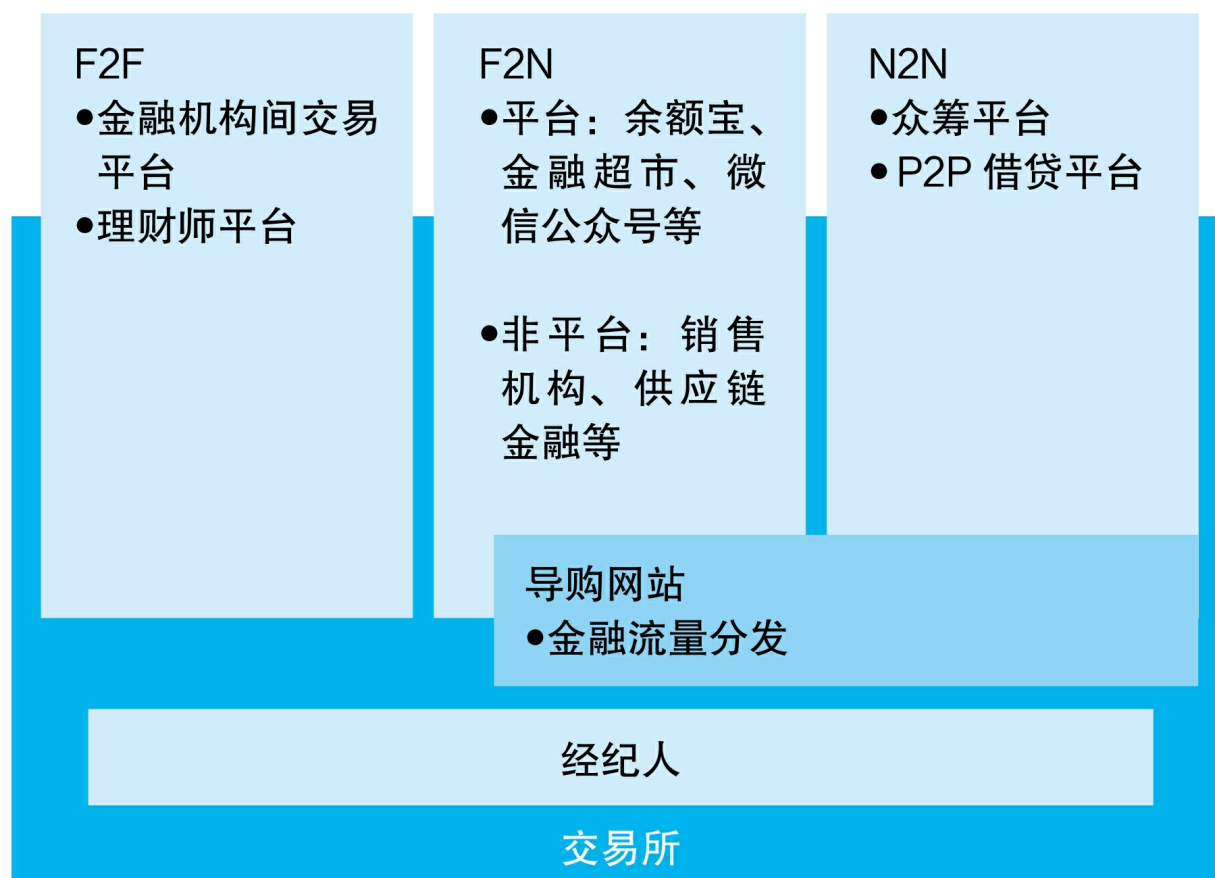 F2F
●金融机构间交易
平台
●理财师平台
F2N
●平台：余额宝、
金融超市、微
信公众号等
●非平台：销售
机构、供应链
金融等
N2N
●众筹平台
●P2P 借贷平台
导购网站
●金融流量分发
经纪人
交易所